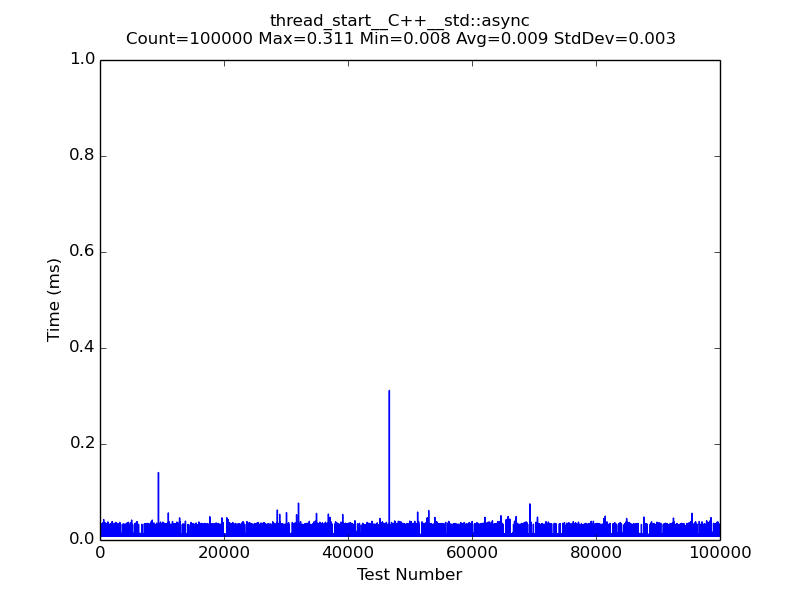 thread_start__C++__std::async
Count=100000 Max=0.311 Min=0.008 Avg=0.009 StdDev=0.003
1.0
0.8
0.6
0.4
0.2
0.0
Time (ms)
0 20000 40000 60000 80000 100000
Test Number